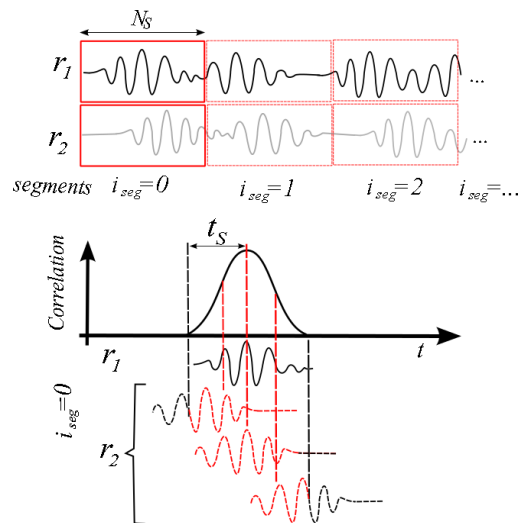 N_S
r_1
...
r_2
...
segments i_seg=0 i_seg=1 i_seg=2 i_seg=...
t_S
Correlation
t
r_1
i_seg=0
r_2